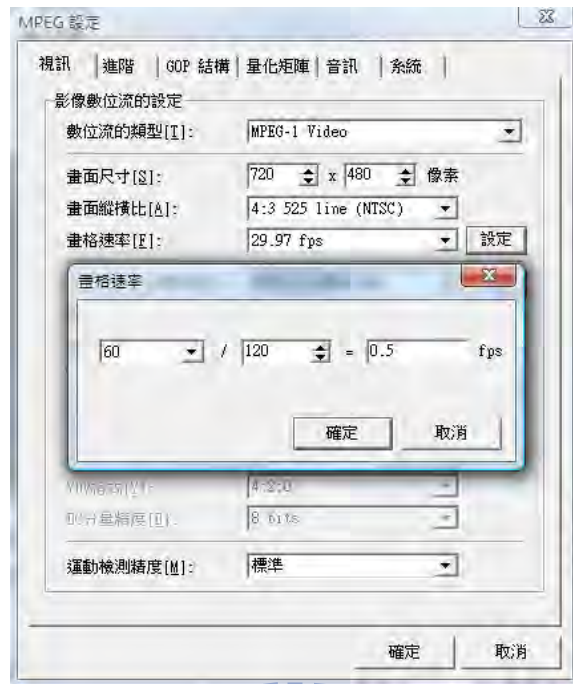 MPEG 設定
視訊 進階 GOP 結構 量化矩陣 音訊 系統
影像數位流的設定
數位流的類型[T]: MPEG-1 Video
畫面尺寸[S]: 720 x 480 像素
畫面縱橫比[A]: 4:3 525 line (NTSC)
畫格速率[F]: 29.97 fps 設定
畫格速率
60 / 120 = 0.5 fps
確定 取消
4:2:0
8 bits
運動檢測精度[M]: 標準
確定 取消